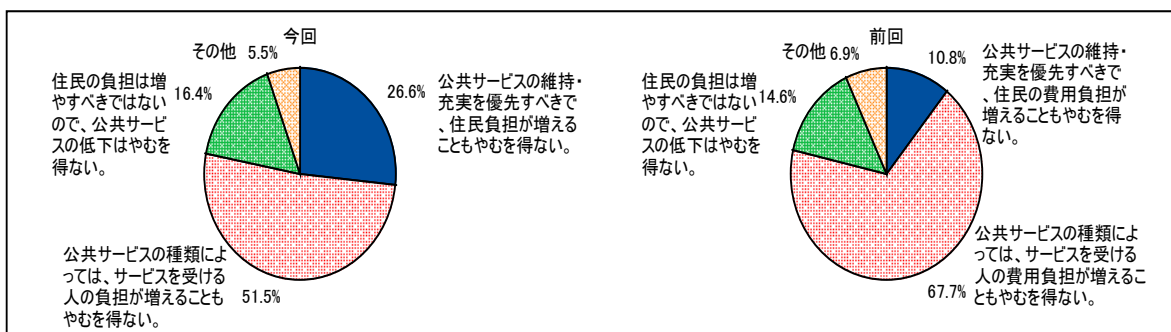 今回
その他 5.5%
住民の負担は増
やすべきではない
ので、公共サービ
スの低下はやむを
得ない。
16.4%
26.6%
公共サービスの維持・
充実を優先すべきで
、住民負担が増える
こともやむを得ない。
公共サービスの種類によ
っては、サービスを受ける
人の負担が増えることも
やむを得ない。
51.5%
前回
その他 6.9%
住民の負担は増
やすべきではない
ので、公共サービ
スの低下はやむを
得ない。
14.6%
10.8%
公共サービスの維持・
充実を優先すべきで
、住民の費用負担が
増えることもやむを得
ない。
公共サービスの種類によ
っては、サービスを受ける
人の費用負担が増えるこ
ともやむを得ない。
67.7%